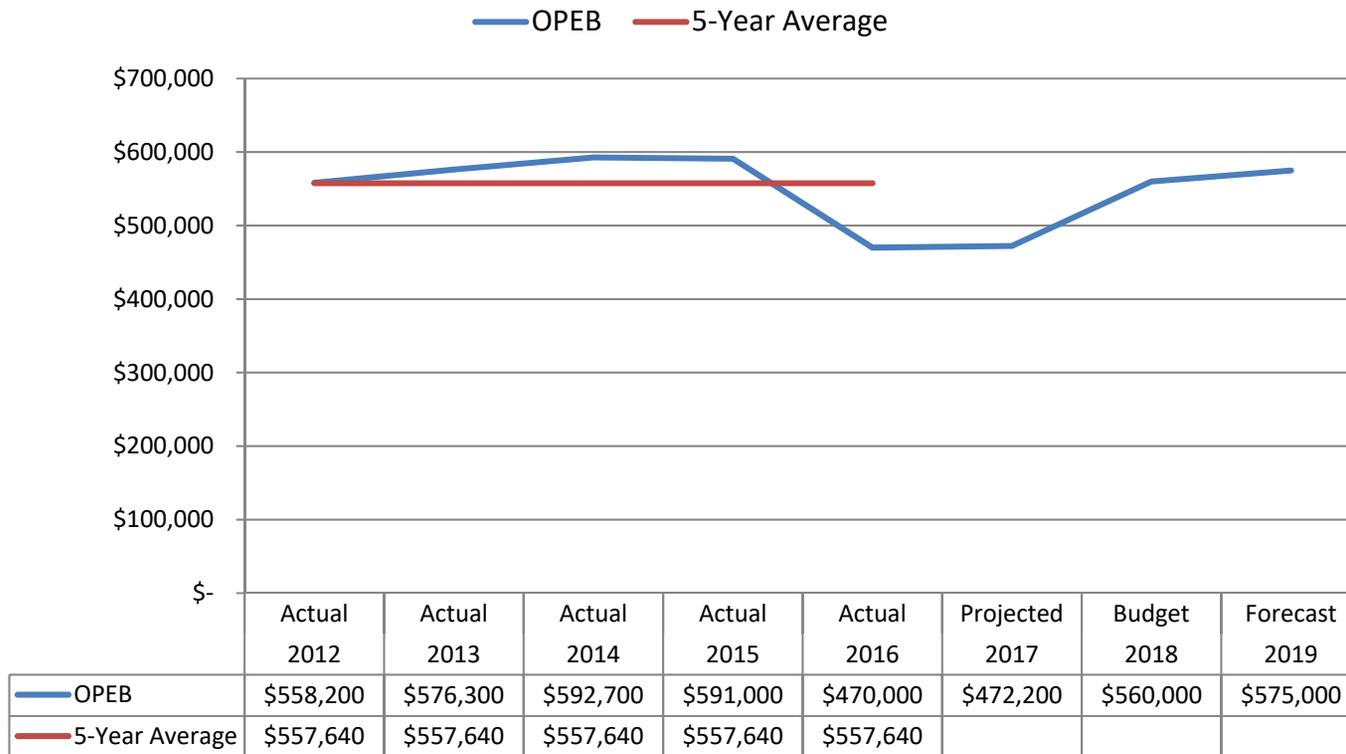 OPEB 5-Year Average
$700,000
$600,000
$500,000
$400,000
$300,000
$200,000
$100,000
$-
Actual Actual Actual Actual Actual Projected Budget Forecast
2012 2013 2014 2015 2016 2017 2018 2019
OPEB $558,200 $576,300 $592,700 $591,000 $470,000 $472,200 $560,000 $575,000
5-Year Average $557,640 $557,640 $557,640 $557,640 $557,640